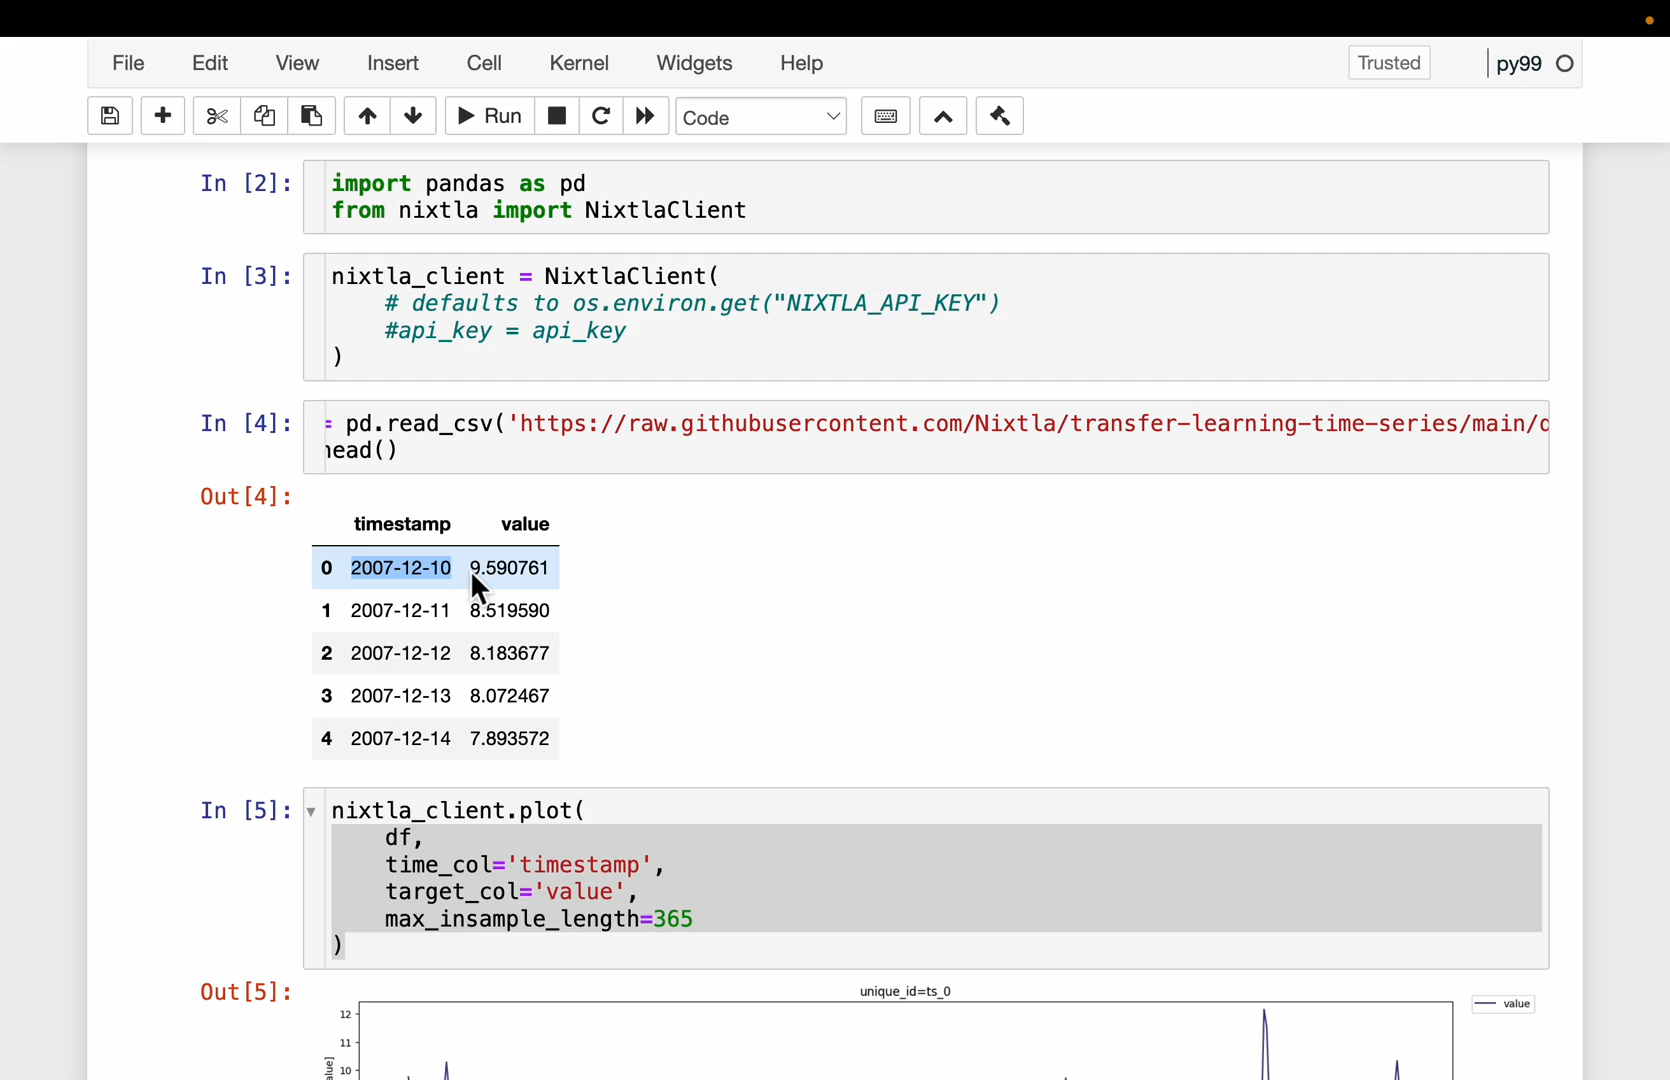 File Edit View Insert Cell Kernel Widgets Help Trusted py99
Run Code
In [2]:
import pandas as pd
from nixtla import NixtlaClient
In [3]:
nixtla_client = NixtlaClient(
# defaults to os.environ.get("NIXTLA_API_KEY")
#api_key = api_key
)
In [4]:
= pd.read_csv('https://raw.githubusercontent.com/Nixtla/transfer-learning-time-series/main/
head()
Out[4]:
timestamp value
0 2007-12-10 9.590761
1 2007-12-11 8.519590
2 2007-12-12 8.183677
3 2007-12-13 8.072467
4 2007-12-14 7.893572
In [5]:
nixtla_client.plot(
df,
time_col='timestamp',
target_col='value',
max_insample_length=365
)
Out[5]:
unique_id=ts_0
value
12
11
10